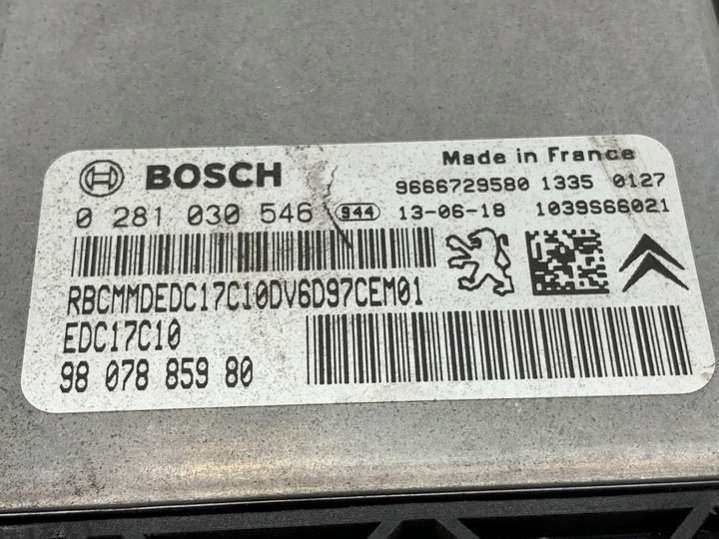 BOSCH
Made in France
9666729580 1335 0127
0 281 030 546 944 13-06-18 1039S66021
RBCMMDEDC17C10DV6D97CEM01
EDC17C10
98 078 859 80